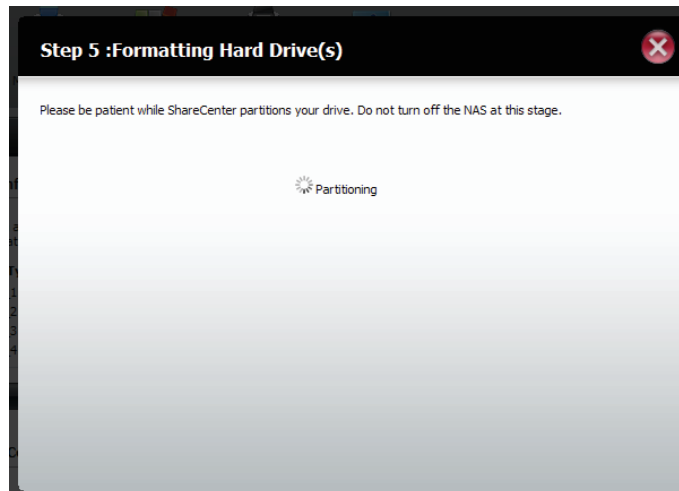 Step 5 :Formatting Hard Drive(s)
Please be patient while ShareCenter partitions your drive. Do not turn off the NAS at this stage.
Partitioning